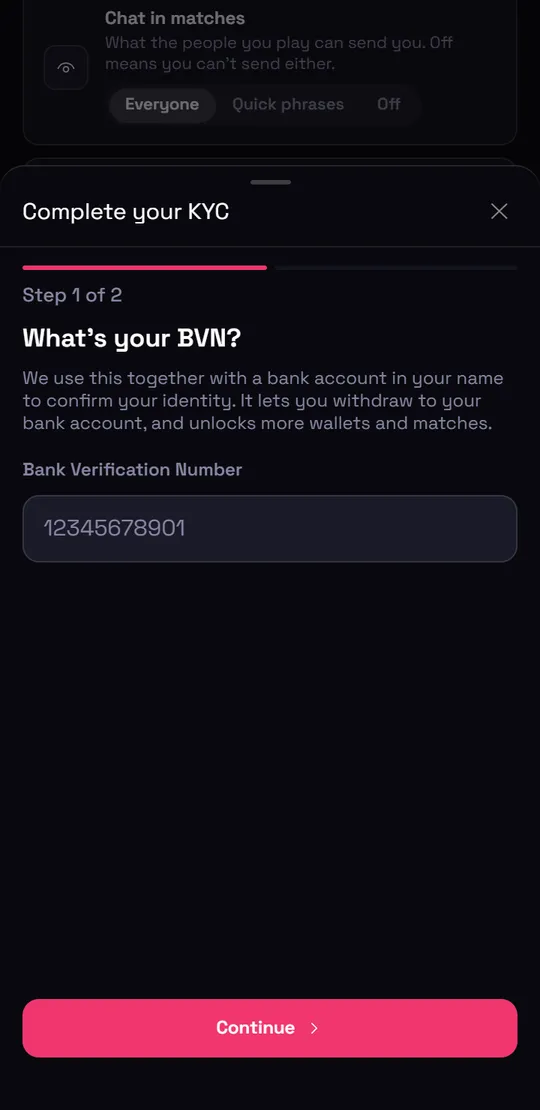 Chat in matches
What the people you play can send you. Off
means you can't send either.
Everyone Quick phrases Off
Complete your KYC
Step 1 of 2
What's your BVN?
We use this together with a bank account in your name
to confirm your identity. It lets you withdraw to your
bank account, and unlocks more wallets and matches.
Bank Verification Number
12345678901
Continue